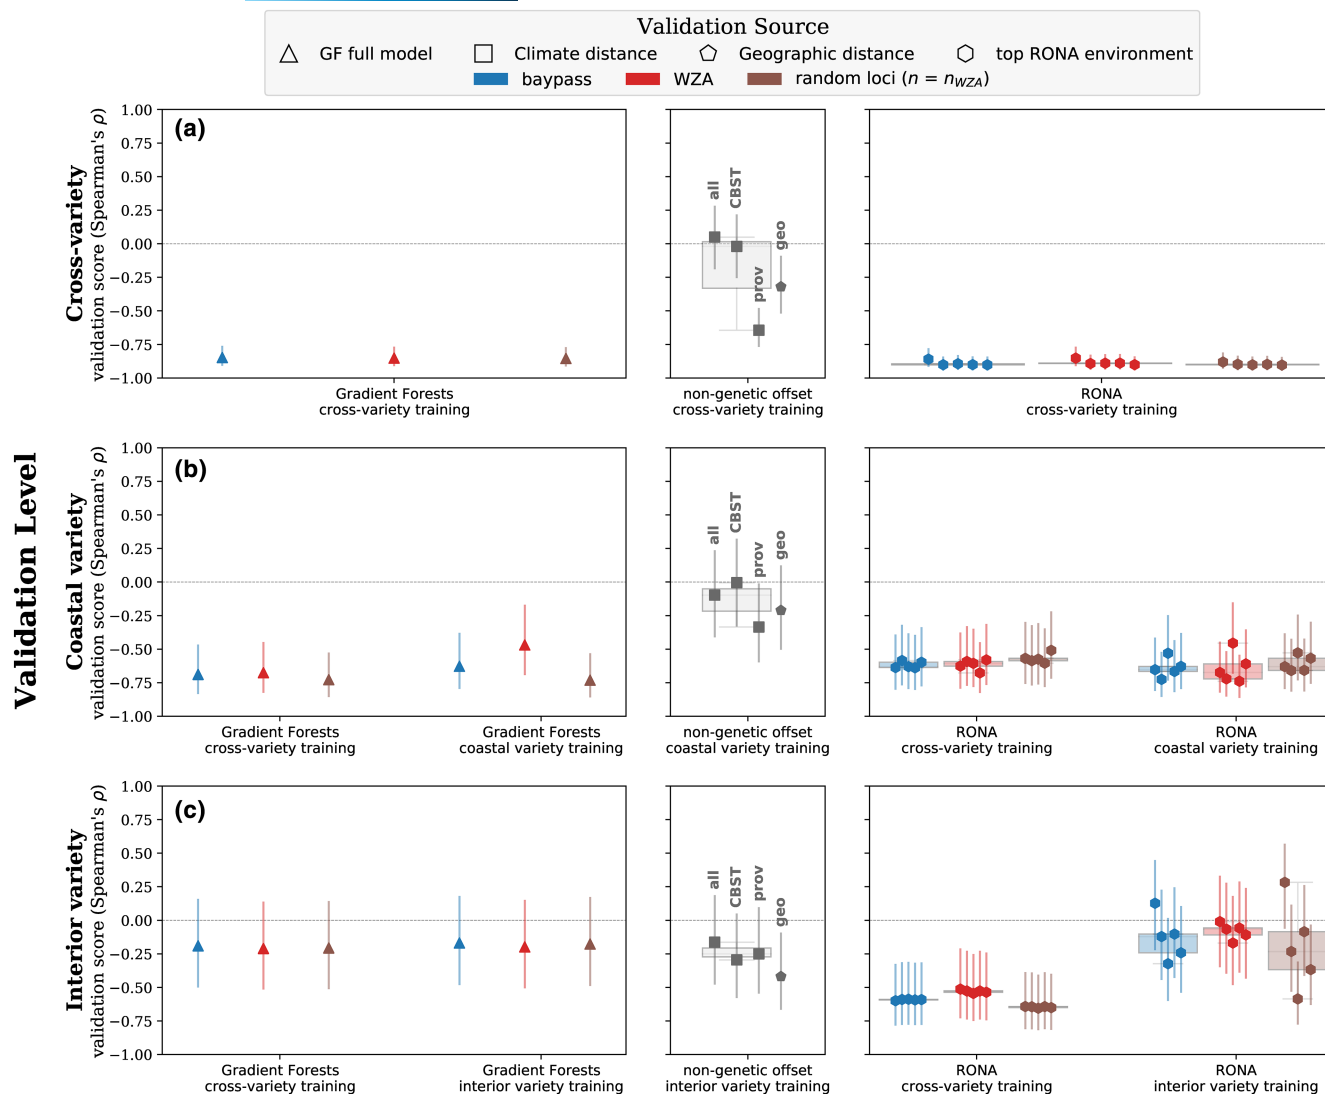 Validation Source
GF full model
Climate distance
Geographic distance
top RONA environment
baypass
WZA
random loci (n = nWZA)
Validation Level
Cross-variety
validation score (Spearman's ρ)
1.00
0.75
0.50
0.25
0.00
−0.25
−0.50
−0.75
−1.00
(a)
Gradient Forests
cross-variety training
all
CBST
prov
geo
non-genetic offset
cross-variety training
RONA
cross-variety training
Coastal variety
validation score (Spearman's ρ)
1.00
0.75
0.50
0.25
0.00
−0.25
−0.50
−0.75
−1.00
(b)
Gradient Forests
cross-variety training
Gradient Forests
coastal variety training
all
CBST
prov
geo
non-genetic offset
coastal variety training
RONA
cross-variety training
RONA
coastal variety training
Interior variety
validation score (Spearman's ρ)
1.00
0.75
0.50
0.25
0.00
−0.25
−0.50
−0.75
−1.00
(c)
Gradient Forests
cross-variety training
Gradient Forests
interior variety training
all
CBST
prov
geo
non-genetic offset
interior variety training
RONA
cross-variety training
RONA
interior variety training